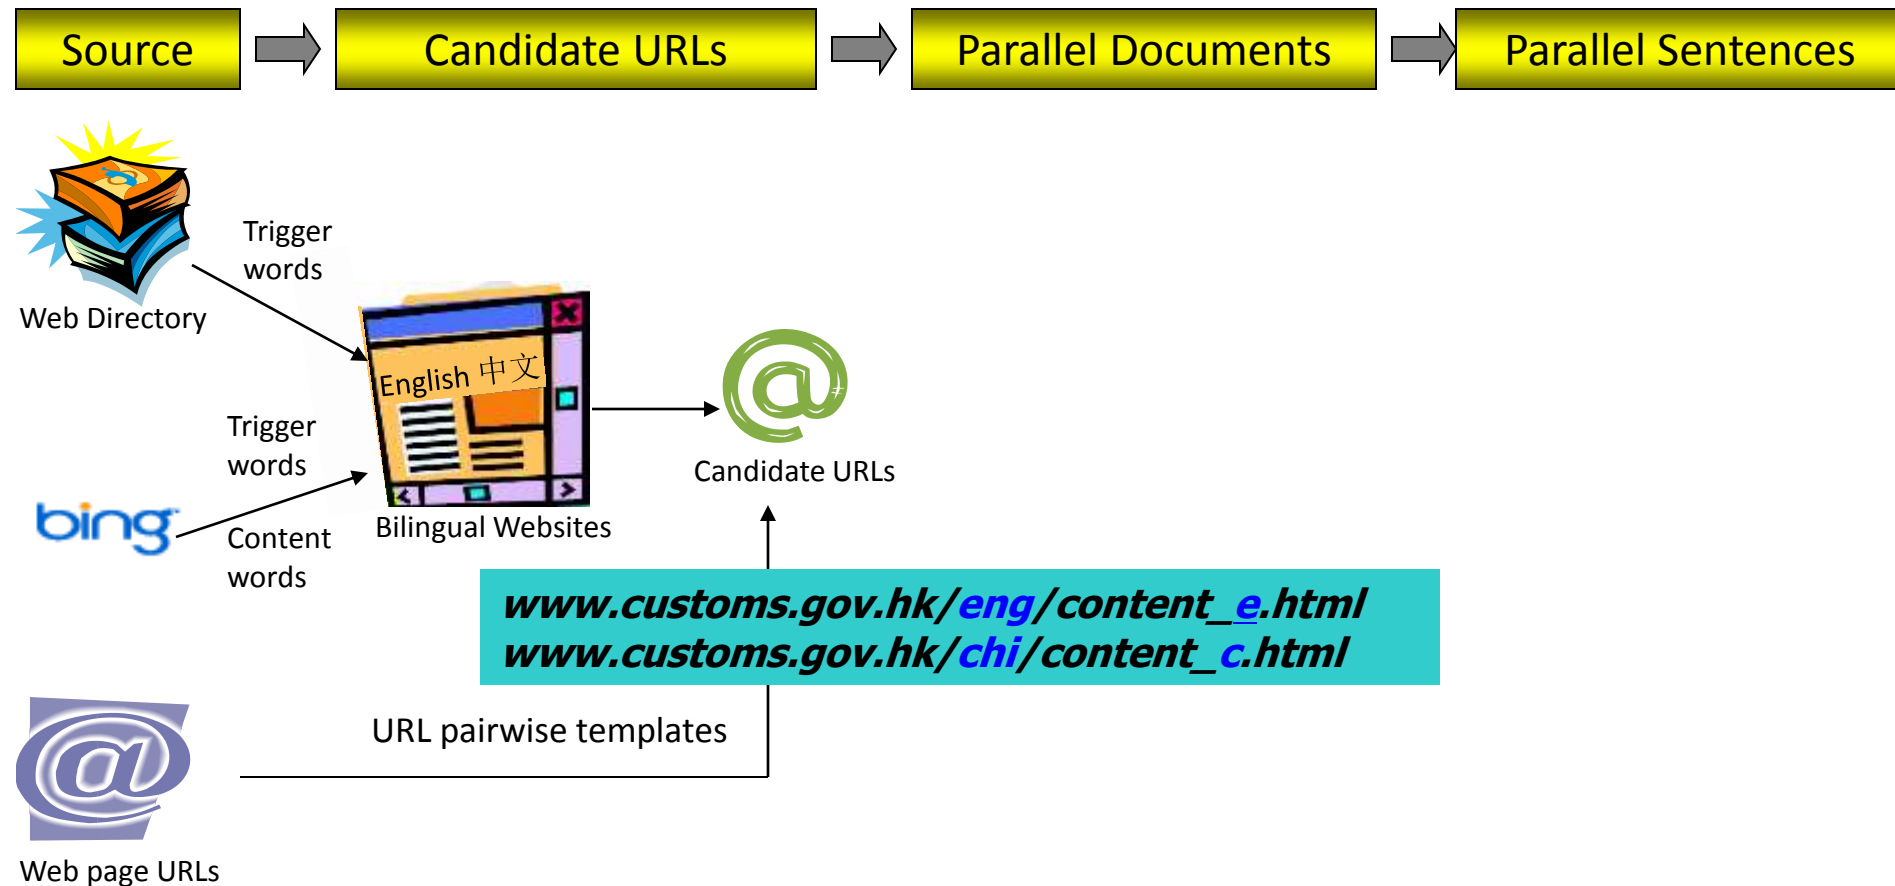 Source
Candidate URLs
Parallel Documents
Parallel Sentences
Trigger
words
Web Directory
English 中文
Trigger
words
Candidate URLs
bing
Content
words
Bilingual Websites
www.customs.gov.hk/eng/content_e.html
www.customs.gov.hk/chi/content_c.html
URL pairwise templates
Web page URLs